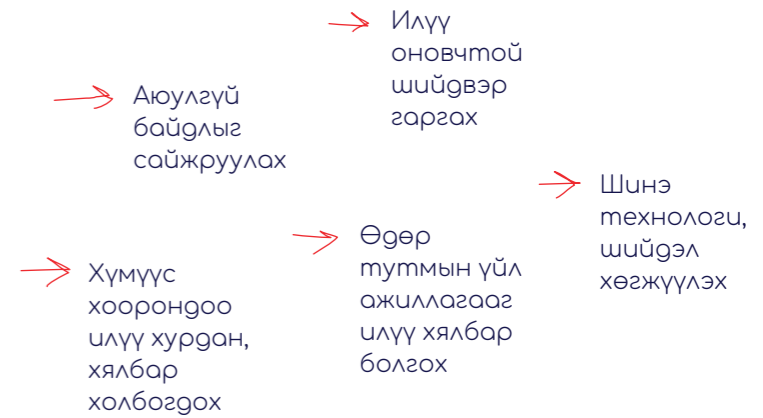 Илүү
оновчтой
шийдвэр
гаргах
Аюулгүй
байдлыг
сайжруулах
Шинэ
технологи,
шийдэл
хөгжүүлэх
Өдөр
тутмын үйл
ажиллагааг
илүү хялбар
болгох
Хүмүүс
хоорондоо
илүү хурдан,
хялбар
холбогдох